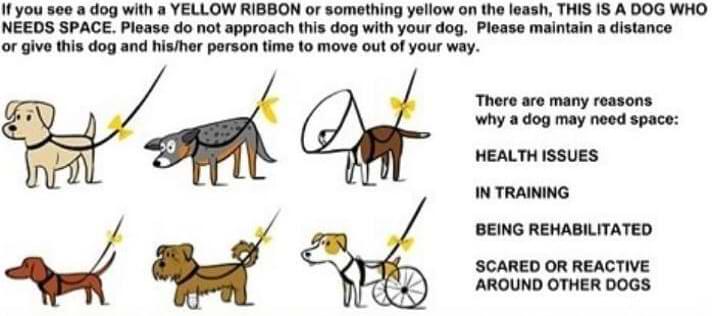 If you see a dog with a YELLOW RIBBON or something yellow on the leash, THIS IS A DOG WHO
NEEDS SPACE. Please do not approach this dog with your dog. Please maintain a distance
or give this dog and his/her person time to move out of your way.
There are many reasons
why a dog may need space:
HEALTH ISSUES
IN TRAINING
BEING REHABILITATED
SCARED OR REACTIVE
AROUND OTHER DOGS